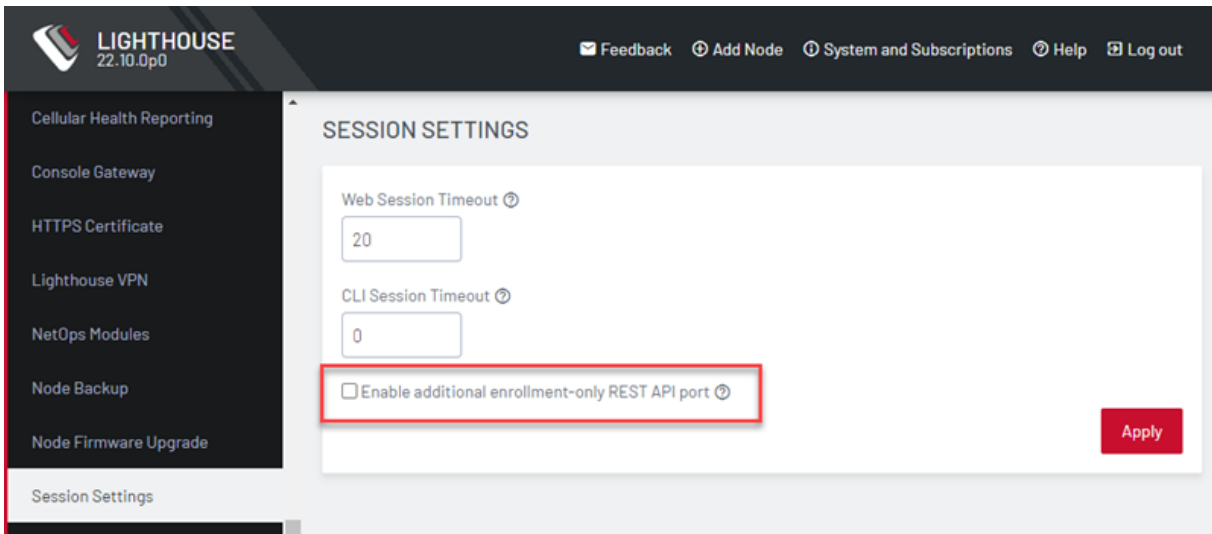 LIGHTHOUSE
22.10.0p0
Feedback
Add Node
System and Subscriptions
Help
Log out
Cellular Health Reporting
Console Gateway
HTTPS Certificate
Lighthouse VPN
NetOps Modules
Node Backup
Node Firmware Upgrade
Session Settings
SESSION SETTINGS
Web Session Timeout
20
CLI Session Timeout
0
Enable additional enrollment-only REST API port
Apply